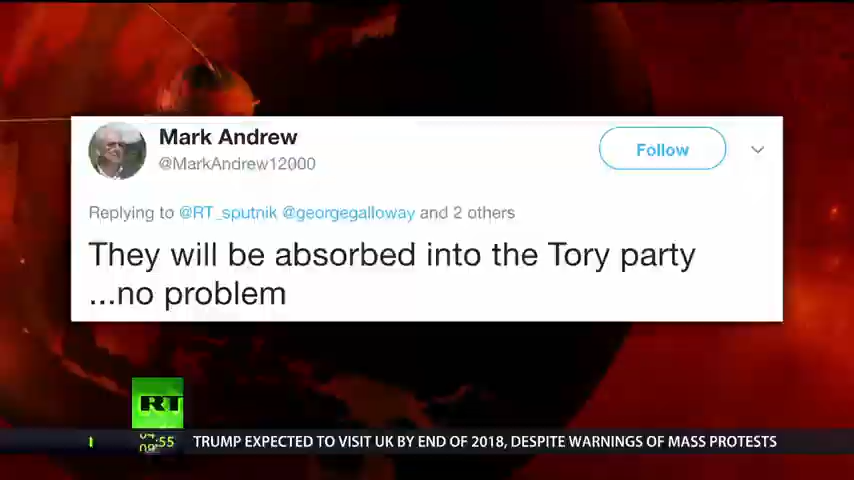 Mark Andrew
@MarkAndrew12000
Follow
Replying to @RT_sputnik @georgegalloway and 2 others
They will be absorbed into the Tory party
...no problem
RT
:55
TRUMP EXPECTED TO VISIT UK BY END OF 2018, DESPITE WARNINGS OF MASS PROTESTS